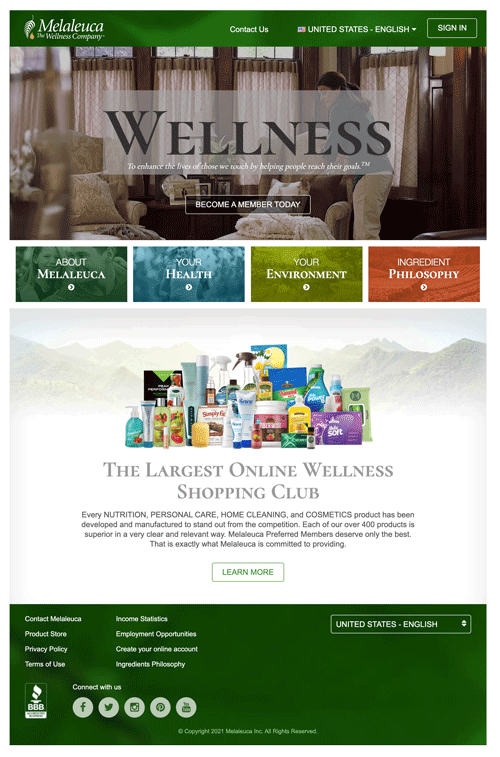 Melaleuca
The Wellness Company
Contact Us
UNITED STATES - ENGLISH
SIGN IN
WELLNESS
To enhance the lives of those we touch by helping people reach their goals.™
BECOME A MEMBER TODAY
ABOUT
MELALEUCA
YOUR
HEALTH
YOUR
ENVIRONMENT
INGREDIENT
PHILOSOPHY
THE LARGEST ONLINE WELLNESS
SHOPPING CLUB
Every NUTRITION, PERSONAL CARE, HOME CLEANING, and COSMETICS product has been
developed and manufactured to stand out from the competition. Each of our over 400 products is
superior in a very clear and relevant way. Melaleuca Preferred Members deserve only the best.
That is exactly what Melaleuca is committed to providing.
LEARN MORE
Contact Melaleuca
Product Store
Privacy Policy
Terms of Use
Income Statistics
Employment Opportunities
Create your online account
Ingredients Philosophy
UNITED STATES - ENGLISH
BBB
Connect with us
© Copyright 2021 Melaleuca Inc. All Rights Reserved.